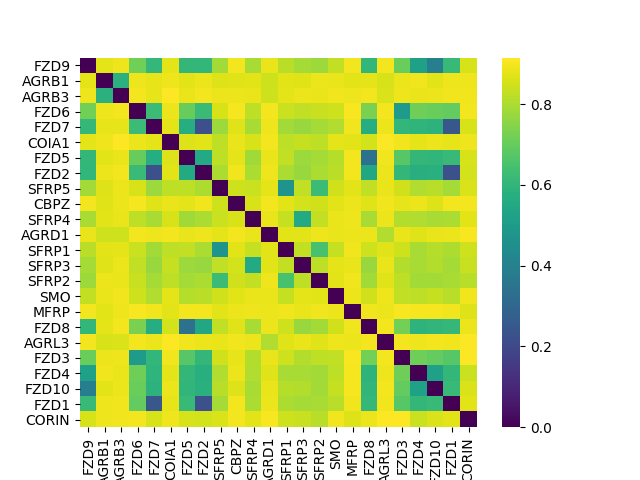 FZD9
AGRB1
AGRB3
FZD6
FZD7
COIA1
FZD5
FZD2
SFRP5
CBPZ
SFRP4
AGRD1
SFRP1
SFRP3
SFRP2
SMO
MFRP
FZD8
AGRL3
FZD3
FZD4
FZD10
FZD1
CORIN
FZD9
AGRB1
AGRB3
FZD6
FZD7
COIA1
FZD5
FZD2
SFRP5
CBPZ
SFRP4
AGRD1
SFRP1
SFRP3
SFRP2
SMO
MFRP
FZD8
AGRL3
FZD3
FZD4
FZD10
FZD1
CORIN
0.8
0.6
0.4
0.2
0.0